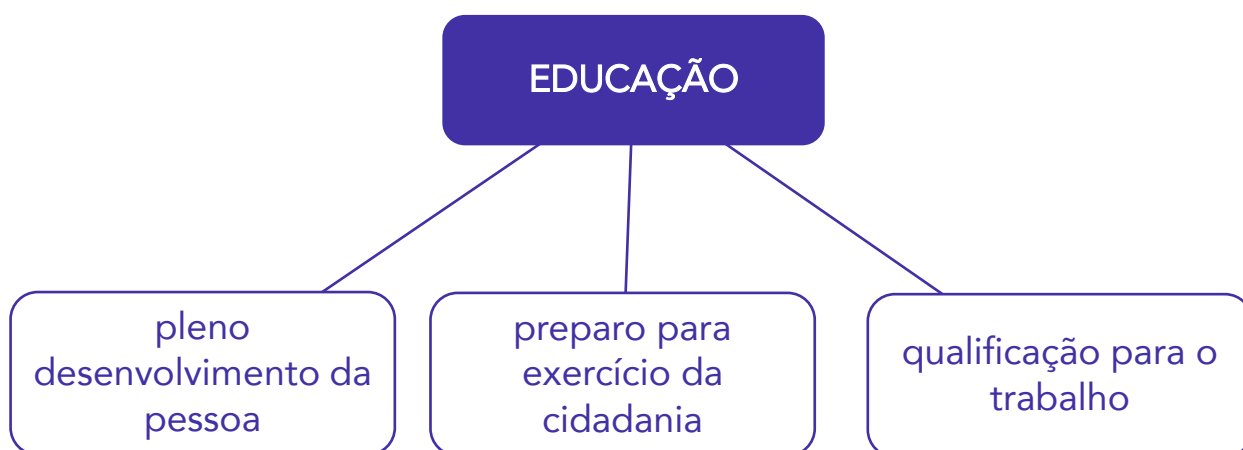 EDUCAÇÃO
pleno
desenvolvimento da
pessoa
preparo para
exercício da
cidadania
qualificação para o
trabalho